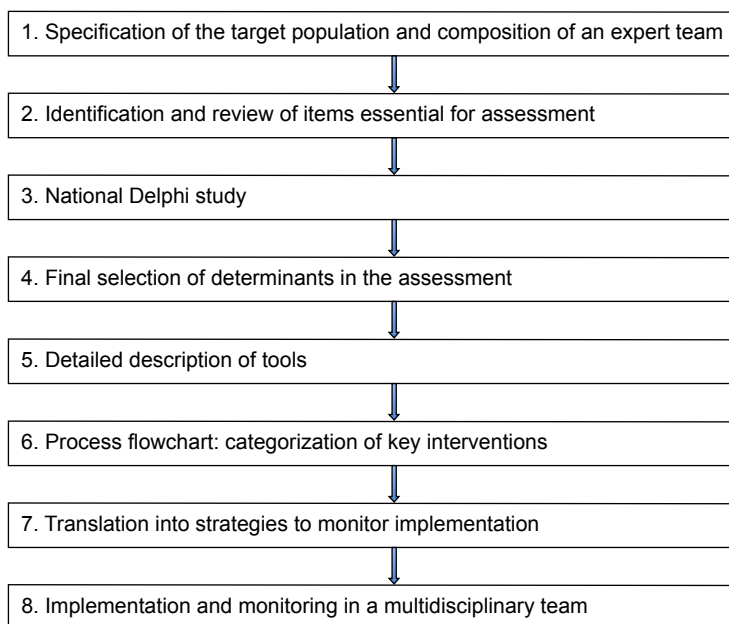 1. Specification of the target population and composition of an expert team
2. Identification and review of items essential for assessment
3. National Delphi study
4. Final selection of determinants in the assessment
5. Detailed description of tools
6. Process flowchart: categorization of key interventions
7. Translation into strategies to monitor implementation
8. Implementation and monitoring in a multidisciplinary team